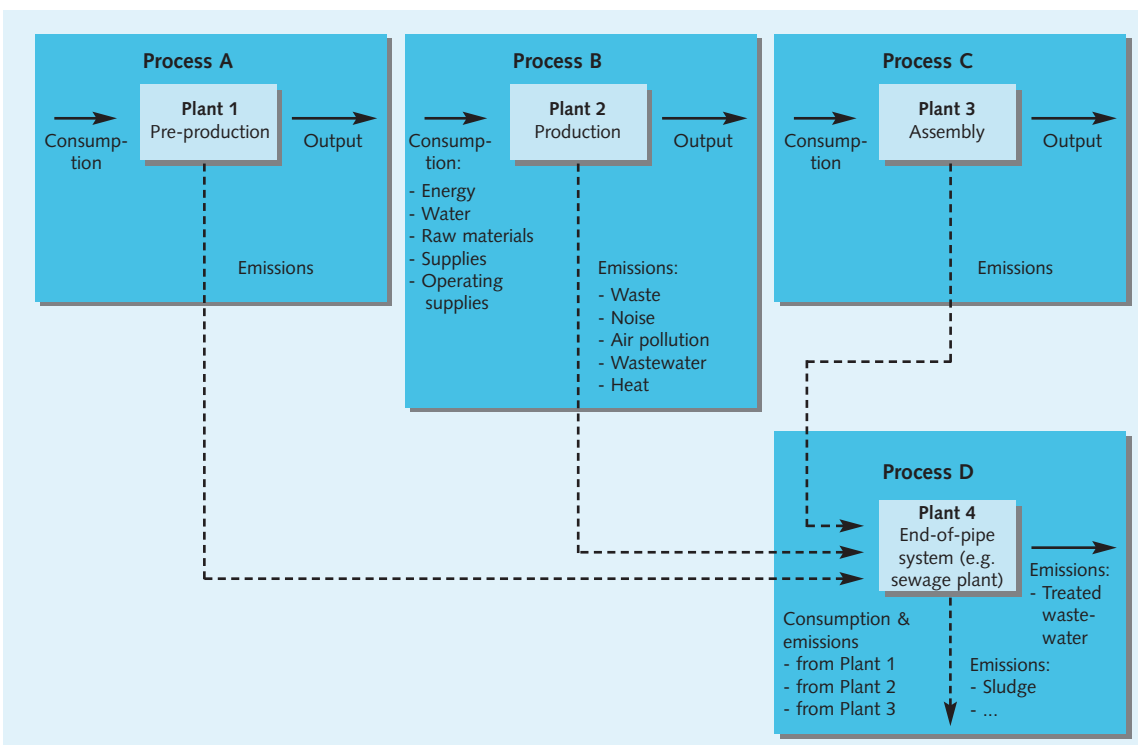 Process A
Plant 1
Pre-production
Consump-
tion
Output
Emissions
Process B
Plant 2
Production
Consump-
tion:
- Energy
- Water
- Raw materials
- Supplies
- Operating
supplies
Output
Emissions:
- Waste
- Noise
- Air pollution
- Wastewater
- Heat
Process C
Plant 3
Assembly
Consump-
tion
Output
Emissions
Process D
Plant 4
End-of-pipe
system (e.g.
sewage plant)
Consumption &
emissions
- from Plant 1
- from Plant 2
- from Plant 3
Emissions:
- Treated
waste-
water
Emissions:
- Sludge
- ...